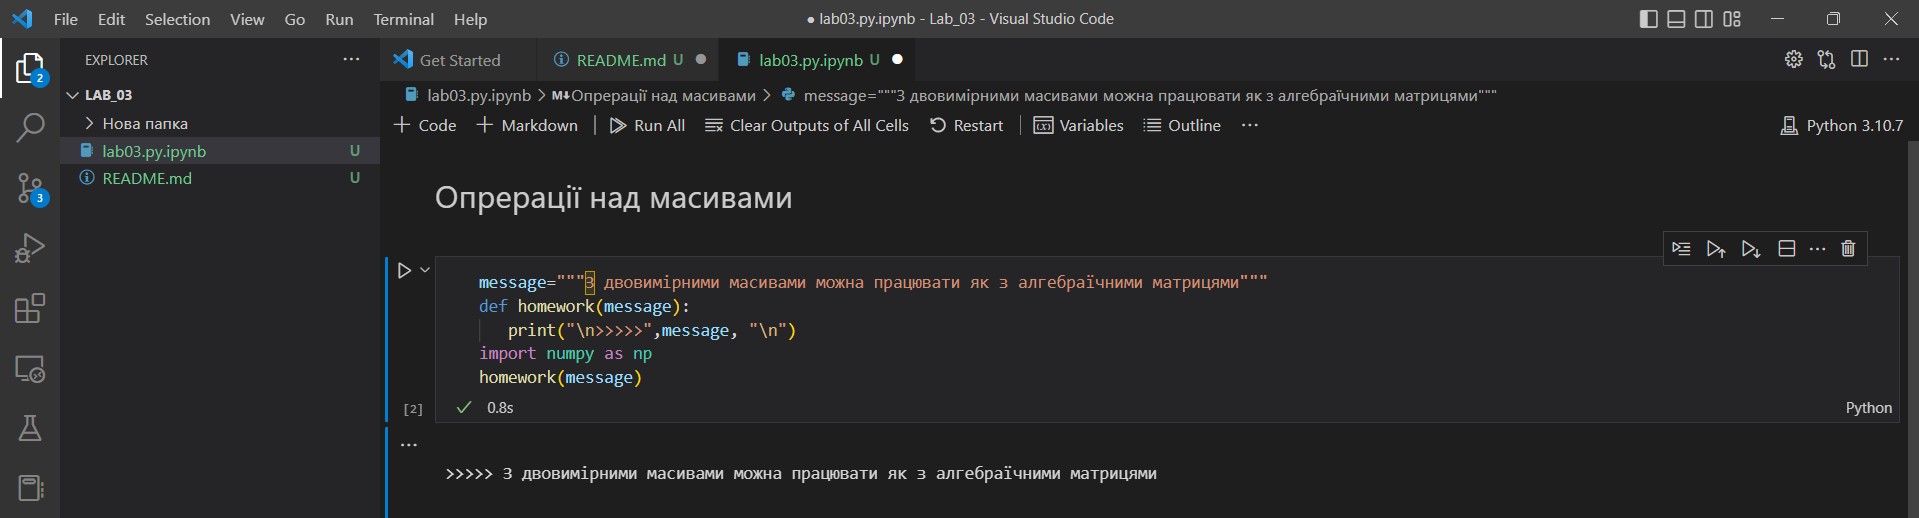 File Edit Selection View Go Run Terminal Help ● lab03.py.ipynb - Lab_03 - Visual Studio Code
EXPLORER ···
2
LAB_03
Нова папка
lab03.py.ipynb U
README.md U
3
Get Started README.md U lab03.py.ipynb U
lab03.py.ipynb > M↓Опрерації над масивами > message="""З двовимірними масивами можна працювати як з алгебраїчними матрицями"""
+ Code + Markdown Run All Clear Outputs of All Cells Restart (x) Variables Outline ··· Python 3.10.7
Опрерації над масивами
message="""З двовимірними масивами можна працювати як з алгебраїчними матрицями"""
def homework(message):
print("\n>>>>>",message, "\n")
import numpy as np
homework(message)
[2] 0.8s Python
···
>>>>> З двовимірними масивами можна працювати як з алгебраїчними матрицями